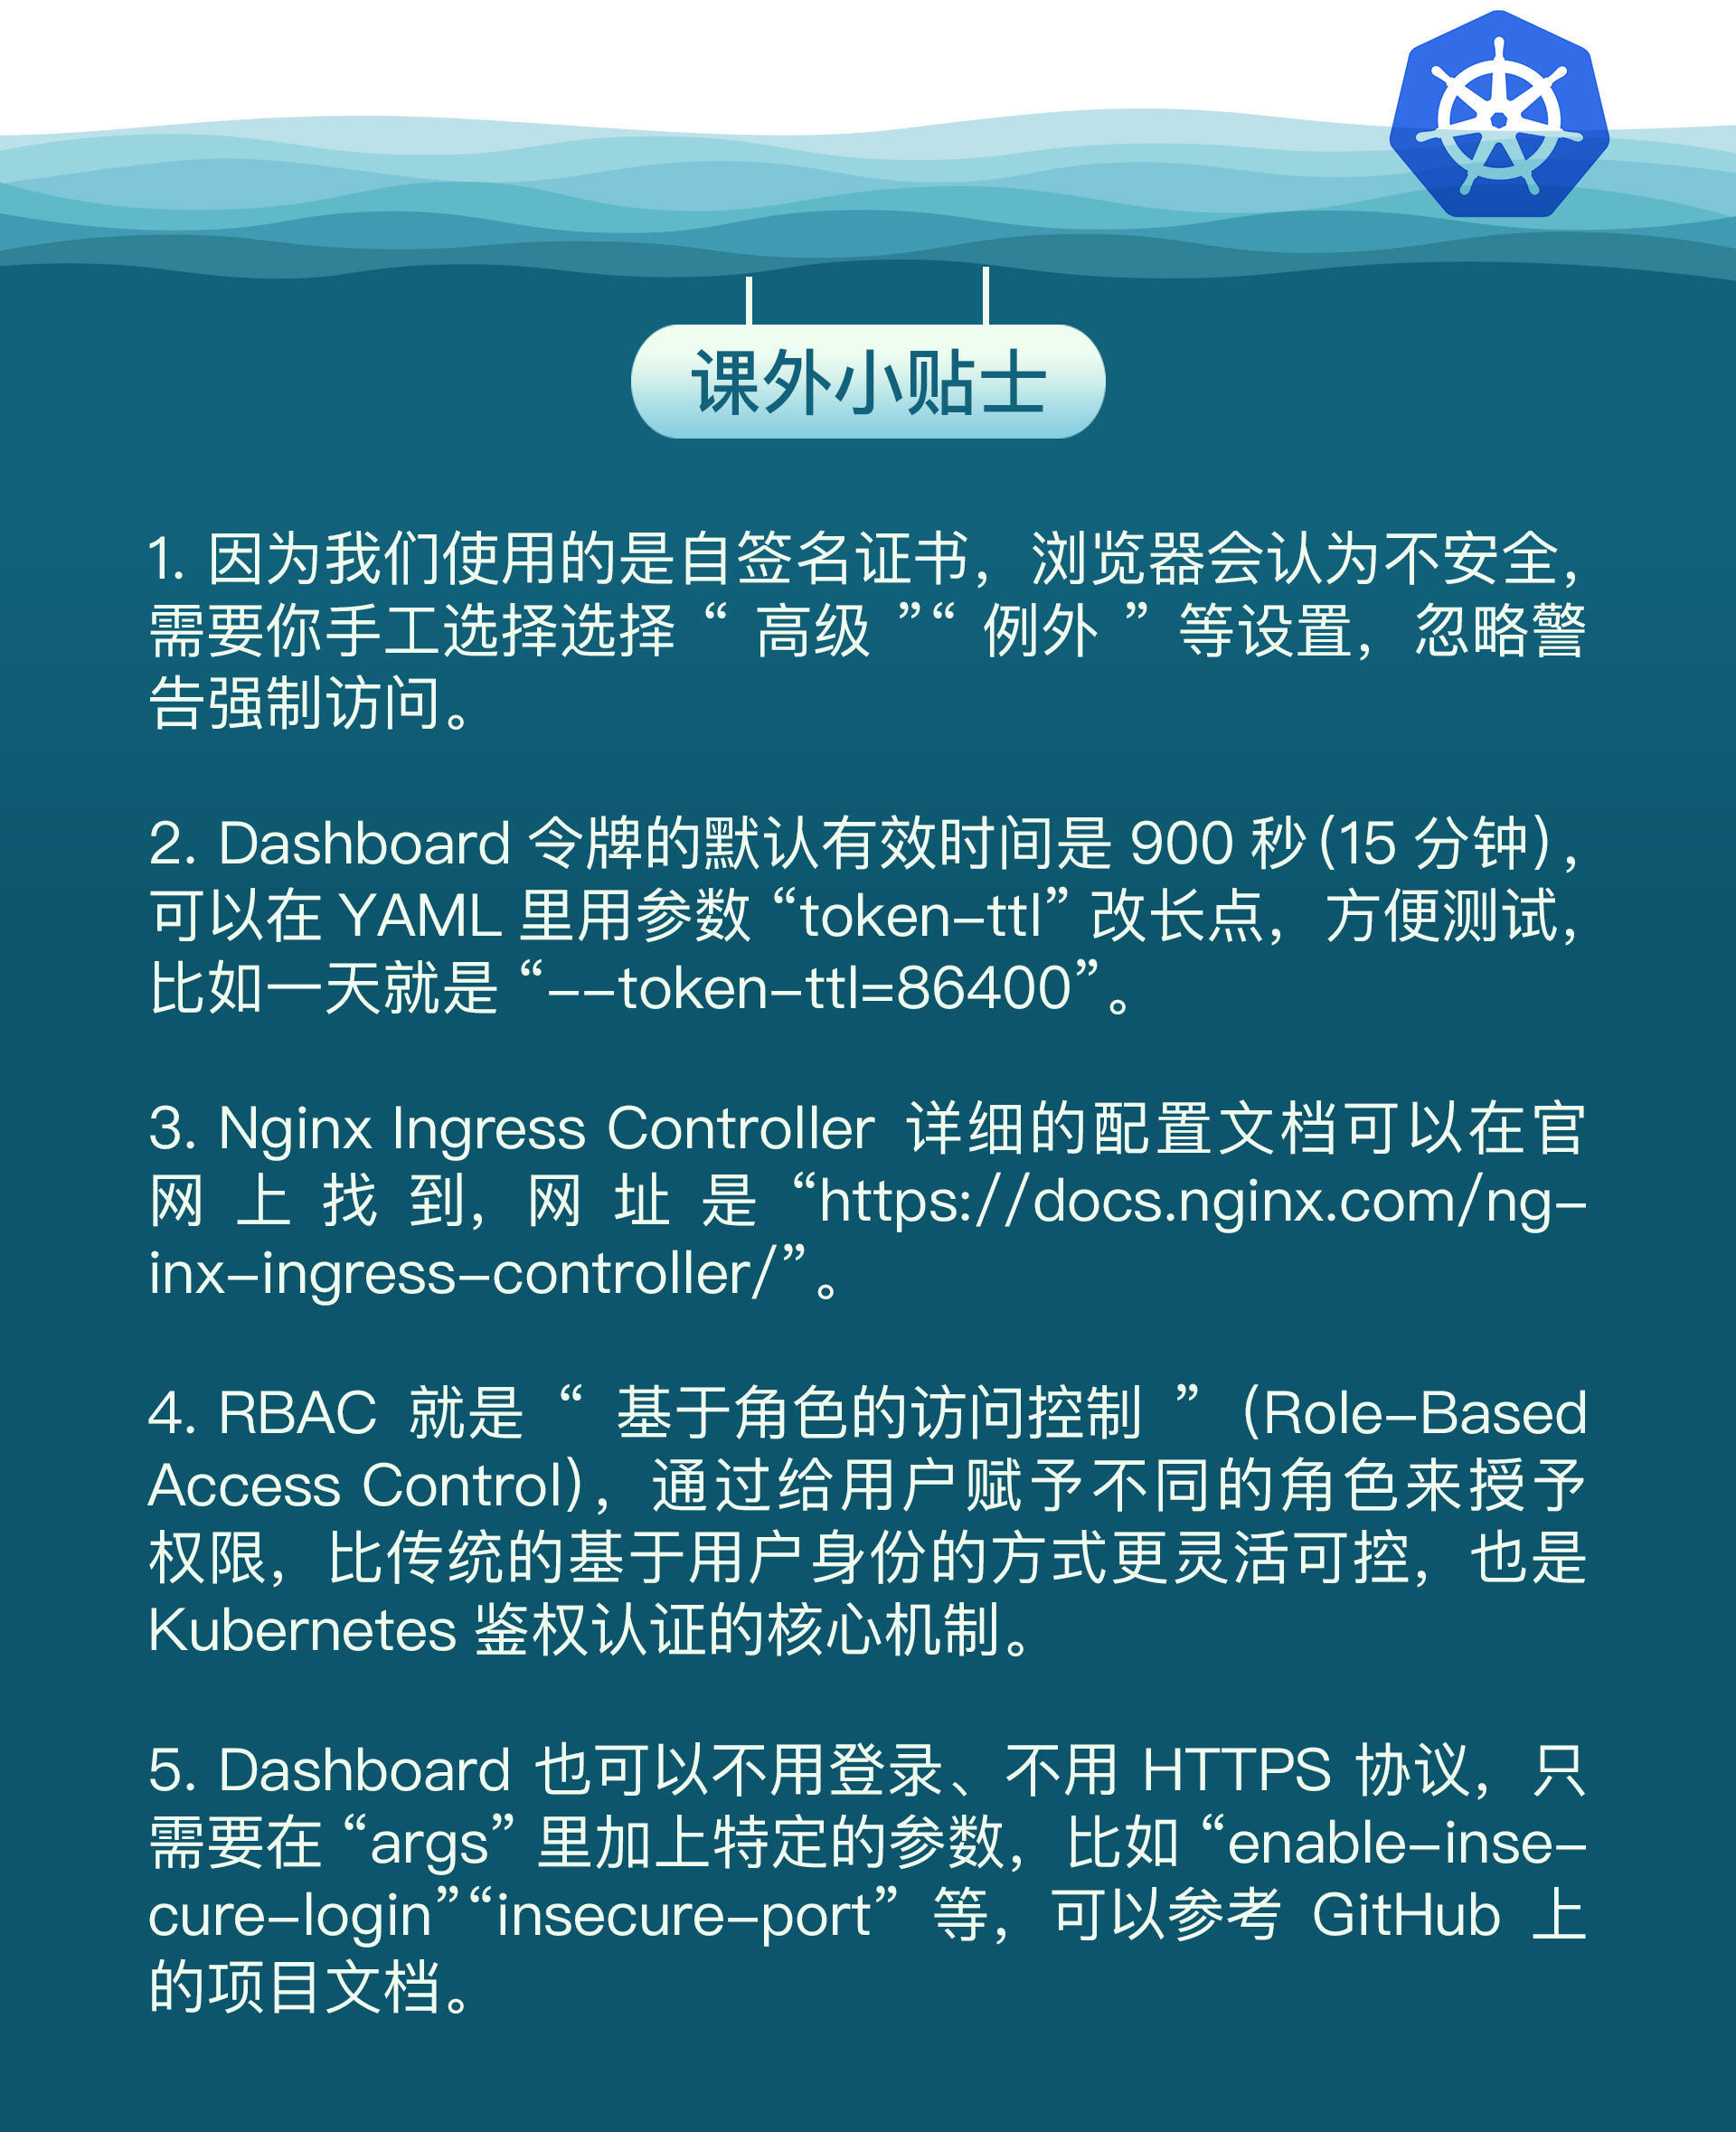 课外小贴士
1. 因为我们使用的是自签名证书，浏览器会认为不安全，
需要你手工选择选择 “ 高级 ”“ 例外 ” 等设置，忽略警
告强制访问。
2. Dashboard 令牌的默认有效时间是 900 秒（15 分钟），
可以在 YAML 里用参数 “token-ttl” 改长点，方便测试，
比如一天就是 “--token-ttl=86400”。
3. Nginx Ingress Controller 详细的配置文档可以在官
网上找到，网址是 “https://docs.nginx.com/ng-
inx-ingress-controller/”。
4. RBAC 就是 “ 基于角色的访问控制 ”（Role-Based
Access Control），通过给用户赋予不同的角色来授予
权限，比传统的基于用户身份的方式更灵活可控，也是
Kubernetes 鉴权认证的核心机制。
5. Dashboard 也可以不用登录、不用 HTTPS 协议，只
需要在 “args” 里加上特定的参数，比如 “enable-inse-
cure-login”“insecure-port” 等，可以参考 GitHub 上
的项目文档。